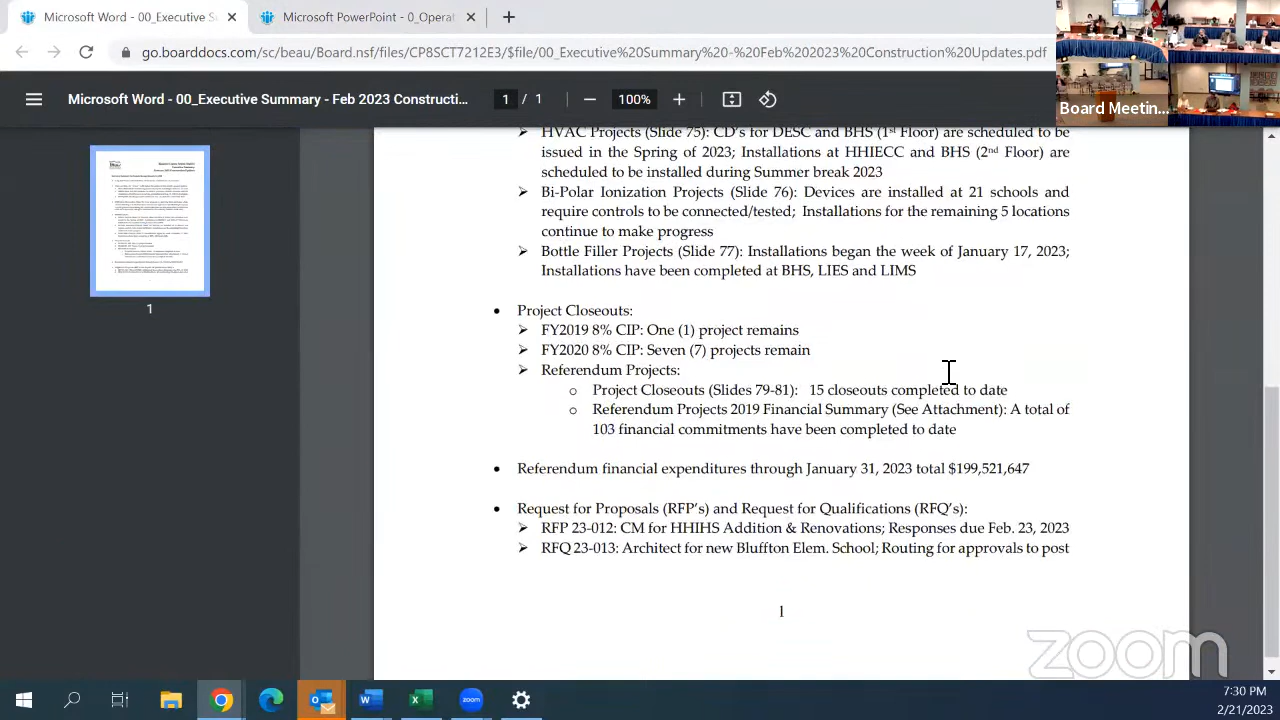 Microsoft Word - 00_Executive S
Microsoft PowerPoint - 0_Op
go.boarddocs.com/sc/beau/Board.nsf/files/
utive%20Summary%20-%20Feb%202023%20Construction%20Updates.pdf
Board Meetin...
Microsoft Word - 00_Executive Summary -
1 / 1
100%
HVAC Projects (Slide 75): CD's for DESC and BHS (1st Floor) are scheduled to be
issued in the Spring of 2023; Installations at HHIECC and BHS (2nd Floor) are
scheduled to be installed during Summer break 2023
Bi-Polar Ionization Projects (Slide 76): Devices are installed at 21 schools and
remote controls to be connected/tested; Installations for the remaining 5 locations
continue to make progress
Bottle Filler Projects (Slide 77): Installations began the week of January 17, 2023;
Installations have been completed at BHS, LIES and LIMS
• Project Closeouts:
➢ FY2019 8% CIP: One (1) project remains
➢ FY2020 8% CIP: Seven (7) projects remain
➢ Referendum Projects:
o Project Closeouts (Slides 79-81): 15 closeouts completed to date
o Referendum Projects 2019 Financial Summary (See Attachment): A total of
103 financial commitments have been completed to date
• Referendum financial expenditures through January 31, 2023 total $199,521,647
• Request for Proposals (RFP's) and Request for Qualifications (RFQ's):
➢ RFP 23-012: CM for HHIHS Addition & Renovations; Responses due Feb. 23, 2023
➢ RFQ 23-013: Architect for new Bluffton Elem. School; Routing for approvals to post
1
1
zoom
zoom
7:30 PM
2/21/2023